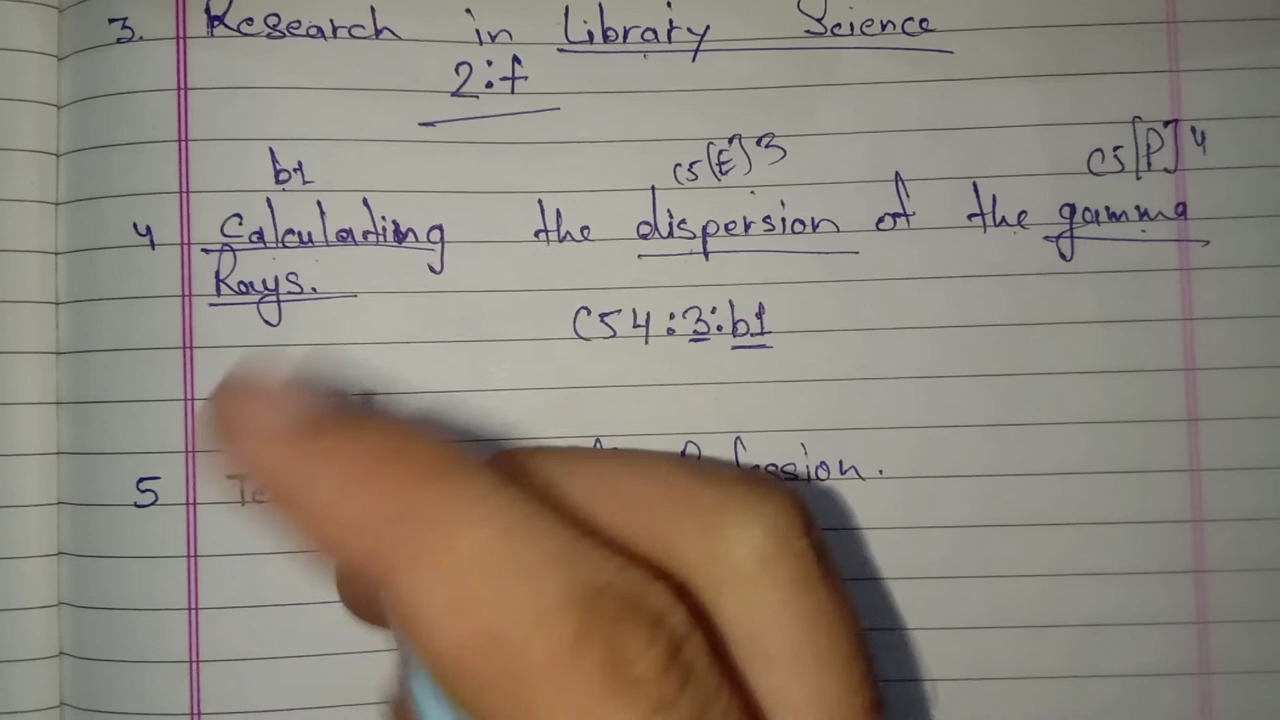 3. Research in Library Science
2:f
b1 C5[E]3 C5[P]4
4 Calculating the dispersion of the gamma
Rays.
C54:3:b1
5